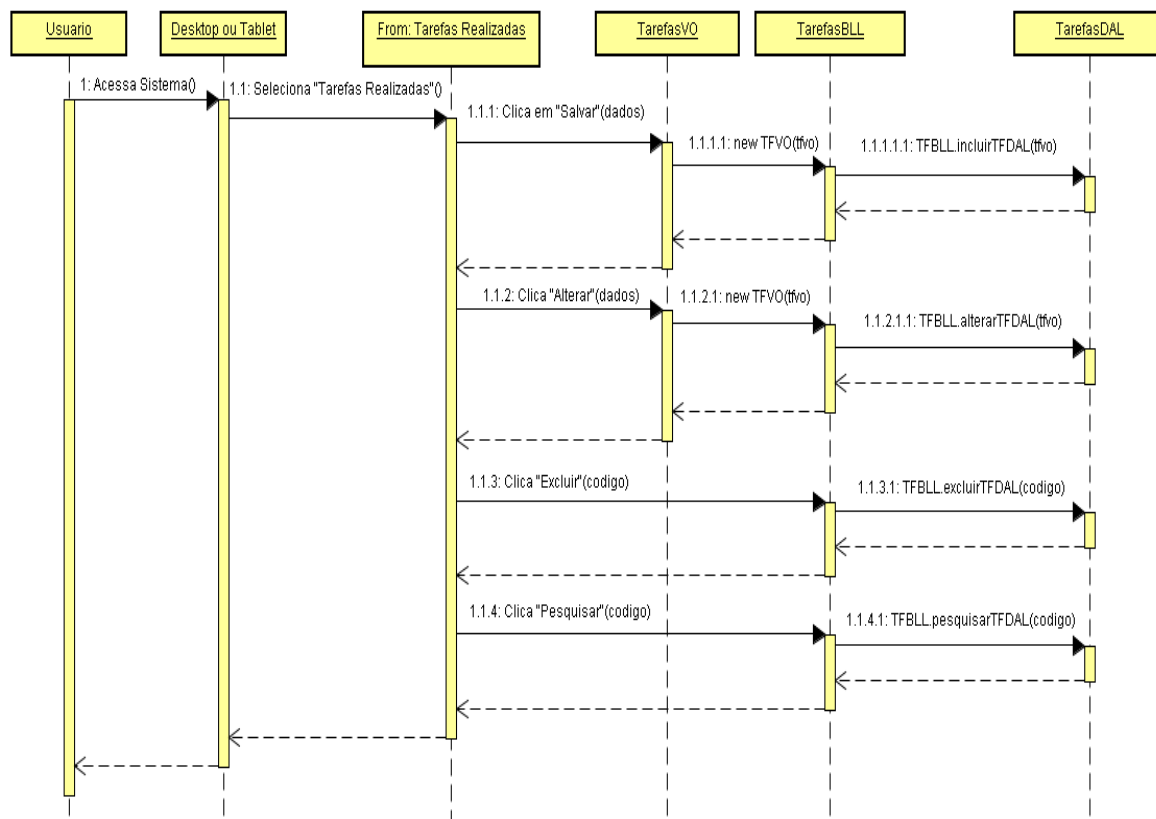 Usuario
Desktop ou Tablet
From: Tarefas Realizadas
TarefasVO
TarefasBLL
TarefasDAL
1: Acessa Sistema()
1.1: Seleciona "Tarefas Realizadas"()
1.1.1: Clica em "Salvar"(dados)
1.1.1.1: new TFVO(tfvo)
1.1.1.1.1: TFBLL.incluirTFDAL(tfvo)
1.1.2: Clica "Alterar"(dados)
1.1.2.1: new TFVO(tfvo)
1.1.2.1.1: TFBLL.alterarTFDAL(tfvo)
1.1.3: Clica "Excluir"(codigo)
1.1.3.1: TFBLL.excluirTFDAL(codigo)
1.1.4: Clica "Pesquisar"(codigo)
1.1.4.1: TFBLL.pesquisarTFDAL(codigo)